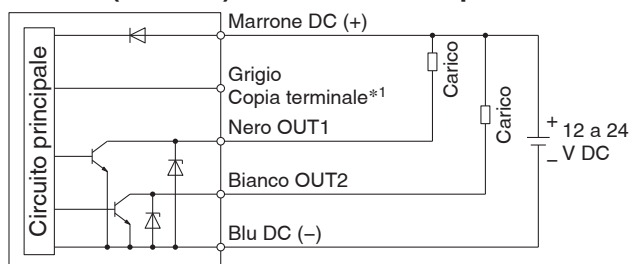 Marrone DC (+)
Grigio
Copia terminale*1
Nero OUT1
Bianco OUT2
Blu DC (−)
Circuito principale
Carico
Carico
+ 12 a 24
− V DC